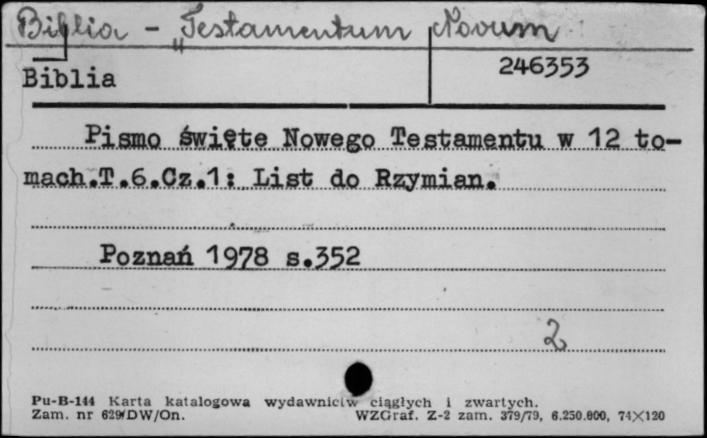 Biblia - Testamentum Novum
Biblia
246353
Pismo święte Nowego Testamentu w 12 to-
mach.T.6.Cz.1: List do Rzymian.
Poznań 1978 s.352
2
Pu-B-144 Karta katalogowa wydawnictw ciągłych i zwartych.
Zam. nr 629/DW/On. WZGraf. Z-2 zam. 379/79, 6.250.000, 74×120